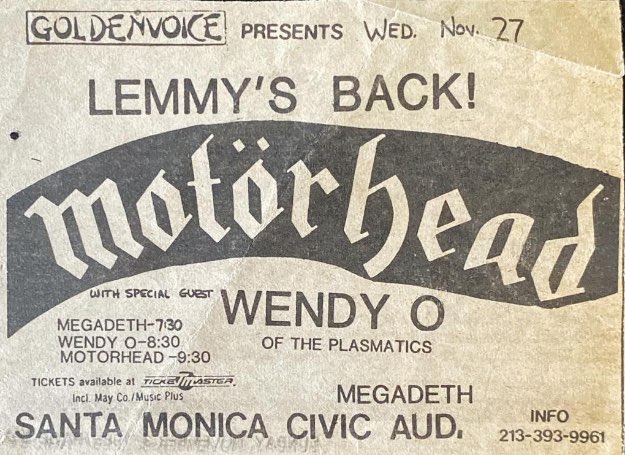 GOLDENVOICE PRESENTS WED. NOV. 27
LEMMY'S BACK!
motörhead
WITH SPECIAL GUEST WENDY O
OF THE PLASMATICS
MEGADETH-7:30
WENDY O-8:30
MOTORHEAD-9:30
TICKETS available at TICKETMASTER
Incl. May Co./Music Plus
MEGADETH
SANTA MONICA CIVIC AUD.
INFO
213-393-9961